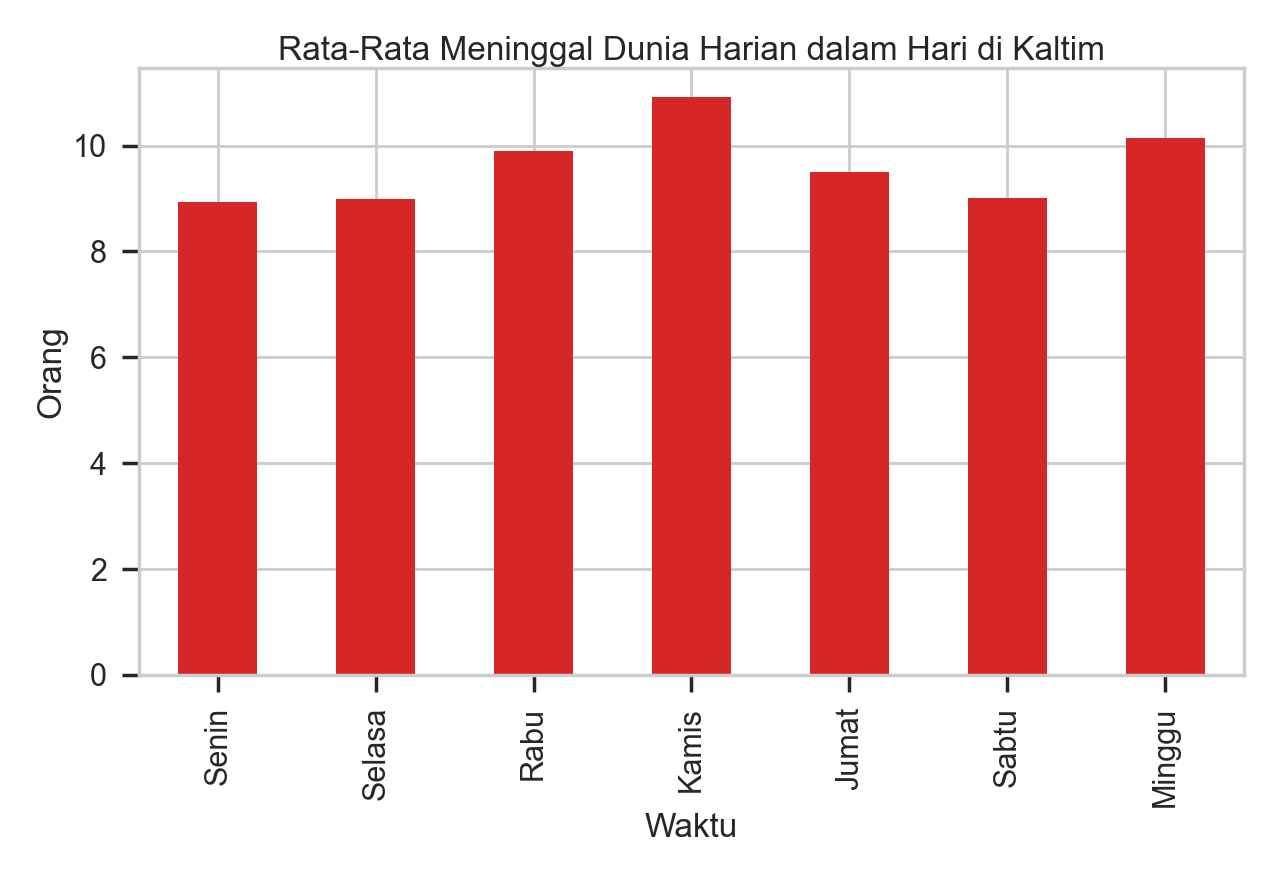 Rata-Rata Meninggal Dunia Harian dalam Hari di Kaltim
10
8
6
4
2
0
Orang
Senin
Selasa
Rabu
Kamis
Jumat
Sabtu
Minggu
Waktu